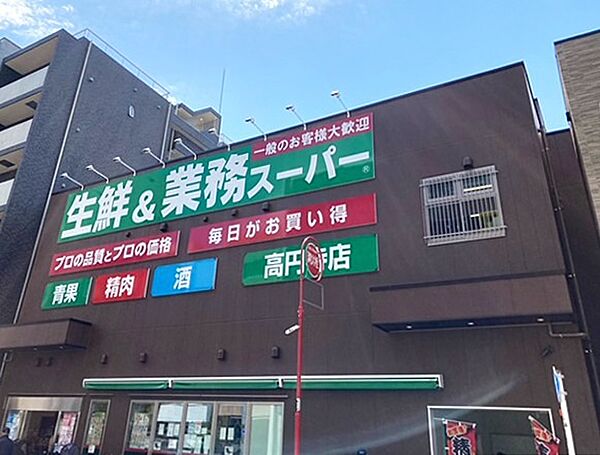 一般のお客様大歓迎
生鮮&業務スーパー®
毎日がお買い得
プロの品質とプロの価格
青果
精肉
酒
高円寺店